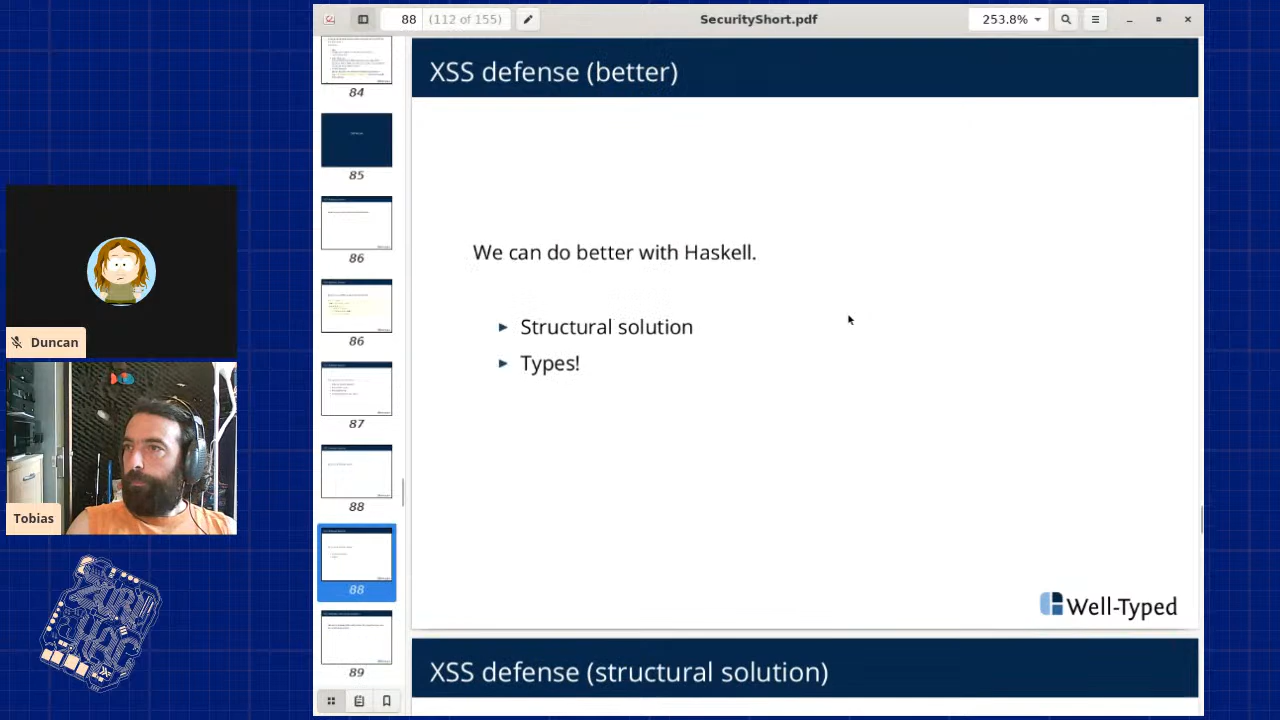 88 (112 of 155)
SecurityShort.pdf
253.8%
XSS defense (better)
We can do better with Haskell.
Structural solution
Types!
Well-Typed
XSS defense (structural solution)
84
85
86
86
87
88
88
89
Duncan
Tobias